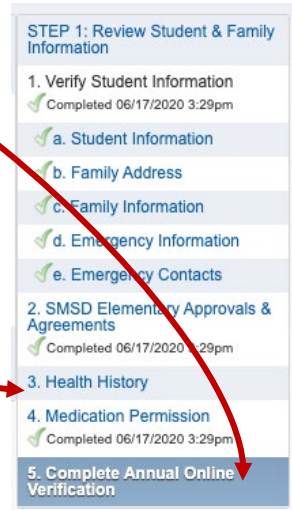 STEP 1: Review Student & Family
Information
1. Verify Student Information
Completed 06/17/2020 3:29pm
a. Student Information
b. Family Address
c. Family Information
d. Emergency Information
e. Emergency Contacts
2. SMSD Elementary Approvals &
Agreements
Completed 06/17/2020 3:29pm
3. Health History
4. Medication Permission
Completed 06/17/2020 3:29pm
5. Complete Annual Online
Verification